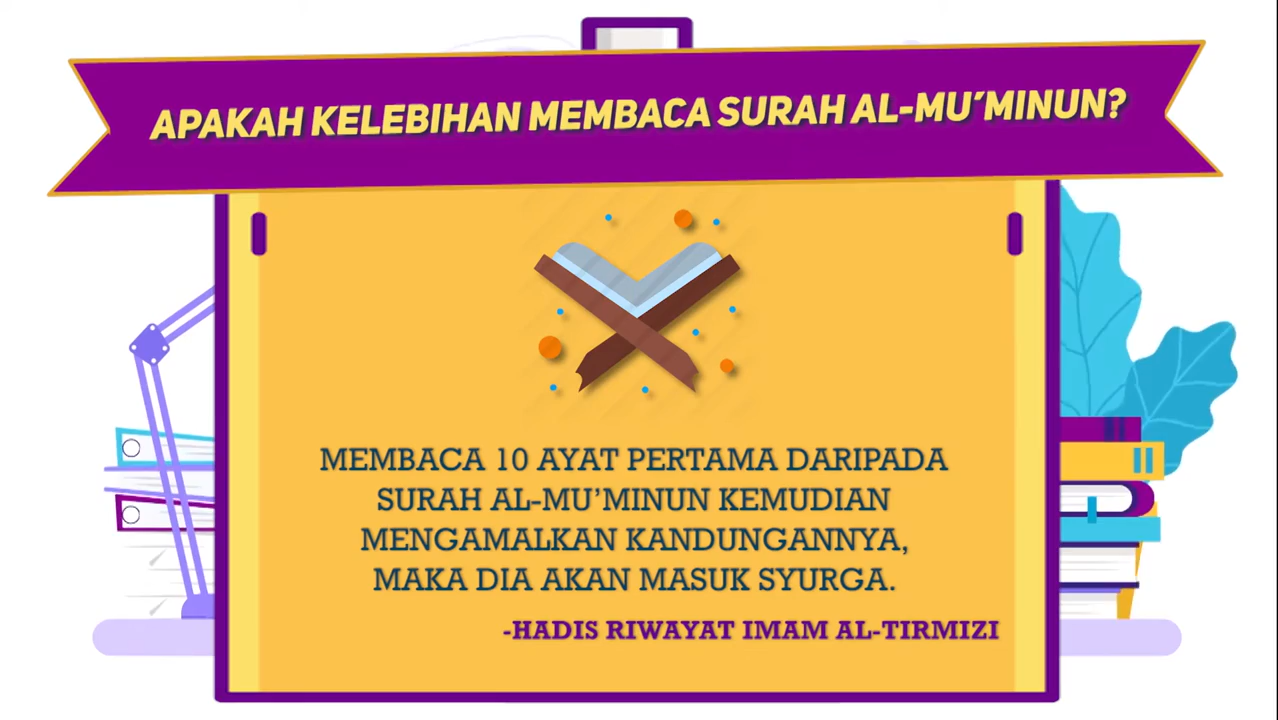 APAKAH KELEBIHAN MEMBACA SURAH AL-MU'MINUN?
MEMBACA 10 AYAT PERTAMA DARIPADA
SURAH AL-MU'MINUN KEMUDIAN
MENGAMALKAN KANDUNGANNYA,
MAKA DIA AKAN MASUK SYURGA.
-HADIS RIWAYAT IMAM AL-TIRMIZI